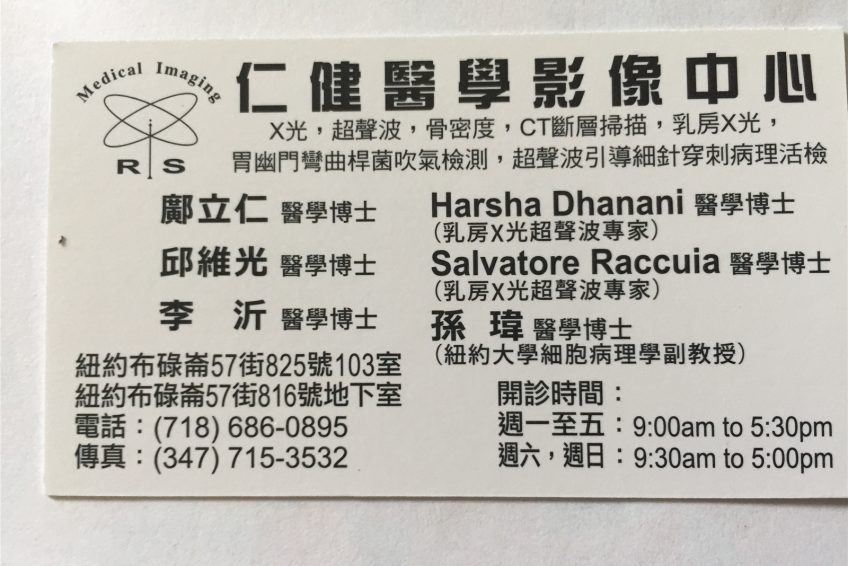 Medical Imaging
R S
仁健醫學影像中心
X光，超聲波，骨密度，CT斷層掃描，乳房X光，
胃幽門彎曲桿菌吹氣檢測，超聲波引導細針穿刺病理活檢
鄺立仁 醫學博士
邱維光 醫學博士
李 沂 醫學博士
Harsha Dhanani 醫學博士
(乳房X光超聲波專家)
Salvatore Raccuia 醫學博士
(乳房X光超聲波專家)
孫 瑋 醫學博士
(紐約大學細胞病理學副教授)
紐約布碌崙57街825號103室
紐約布碌崙57街816號地下室
電話：(718) 686-0895
傳真：(347) 715-3532
開診時間：
週一至五：9:00am to 5:30pm
週六，週日：9:30am to 5:00pm